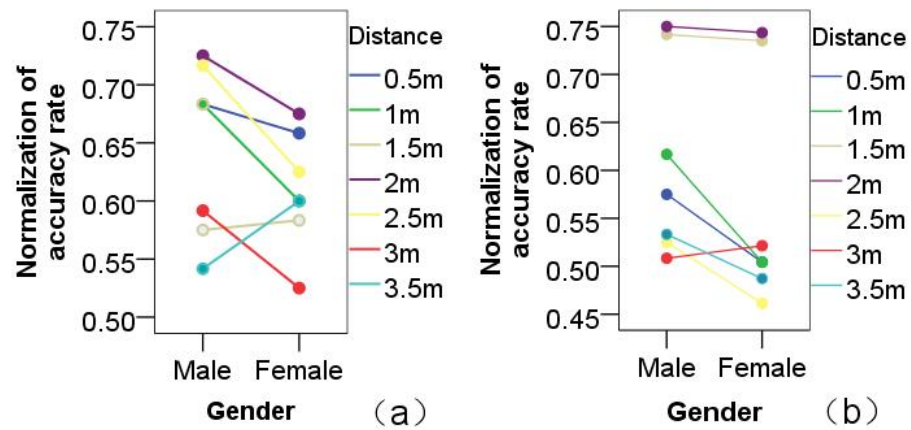 Normalization of
accuracy rate
0.75
0.70
0.65
0.60
0.55
0.50
Male Female
Gender
(a)
Distance
0.5m
1m
1.5m
2m
2.5m
3m
3.5m
Normalization of
accuracy rate
0.75
0.70
0.65
0.60
0.55
0.50
0.45
Male Female
Gender
(b)
Distance
0.5m
1m
1.5m
2m
2.5m
3m
3.5m